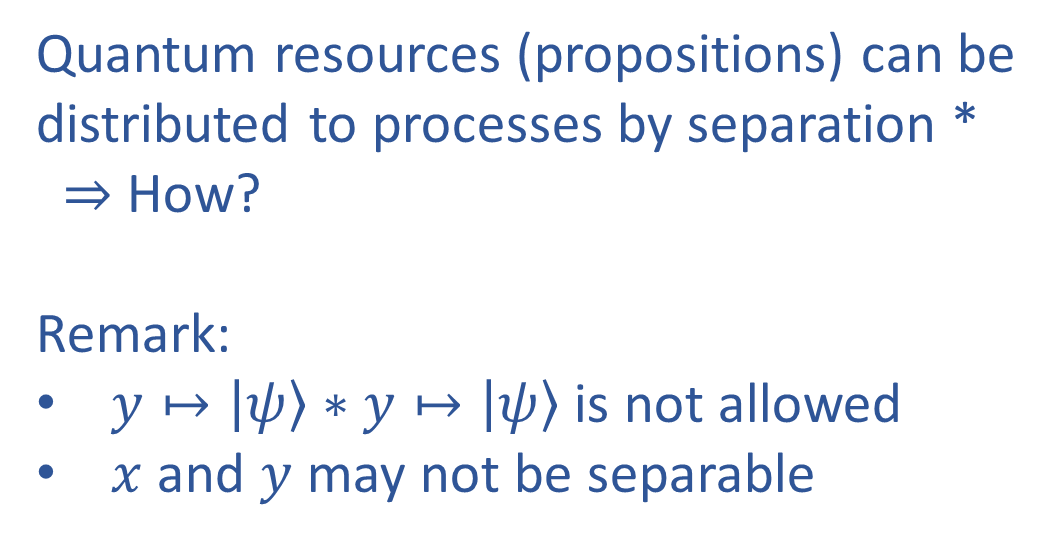 Quantum resources (propositions) can be
distributed to processes by separation *
⇒ How?
Remark:
• 𝑦 ↦ |𝜓⟩ ∗ 𝑦 ↦ |𝜓⟩ is not allowed
• 𝑥 and 𝑦 may not be separable